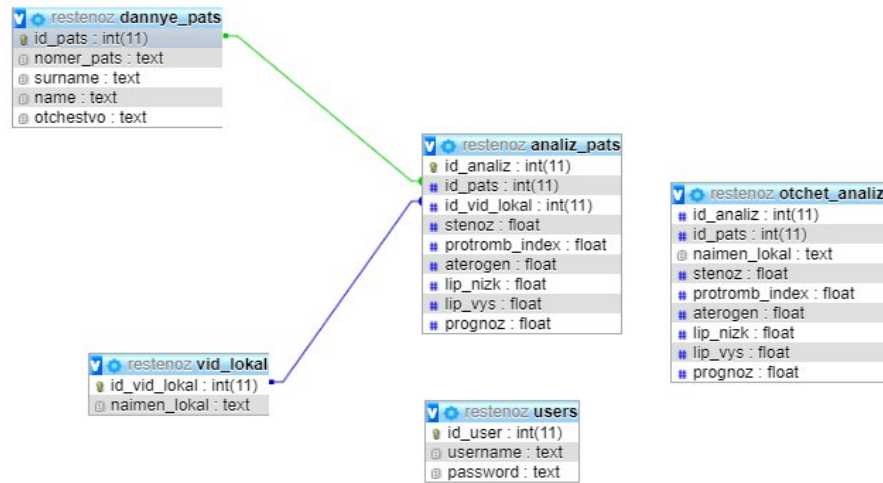 restenoz dannye_pats
id_pats : int(11)
nomer_pats : text
surname : text
name : text
otchestvo : text
restenoz analiz_pats
id_analiz : int(11)
id_pats : int(11)
id_vid_lokal : int(11)
stenoz : float
protromb_index : float
aterogen : float
lip_nizk : float
lip_vys : float
prognoz : float
restenoz otchet_analiz
id_analiz : int(11)
id_pats : int(11)
naimen_lokal : text
stenoz : float
protromb_index : float
aterogen : float
lip_nizk : float
lip_vys : float
prognoz : float
restenoz vid_lokal
id_vid_lokal : int(11)
naimen_lokal : text
restenoz users
id_user : int(11)
username : text
password : text